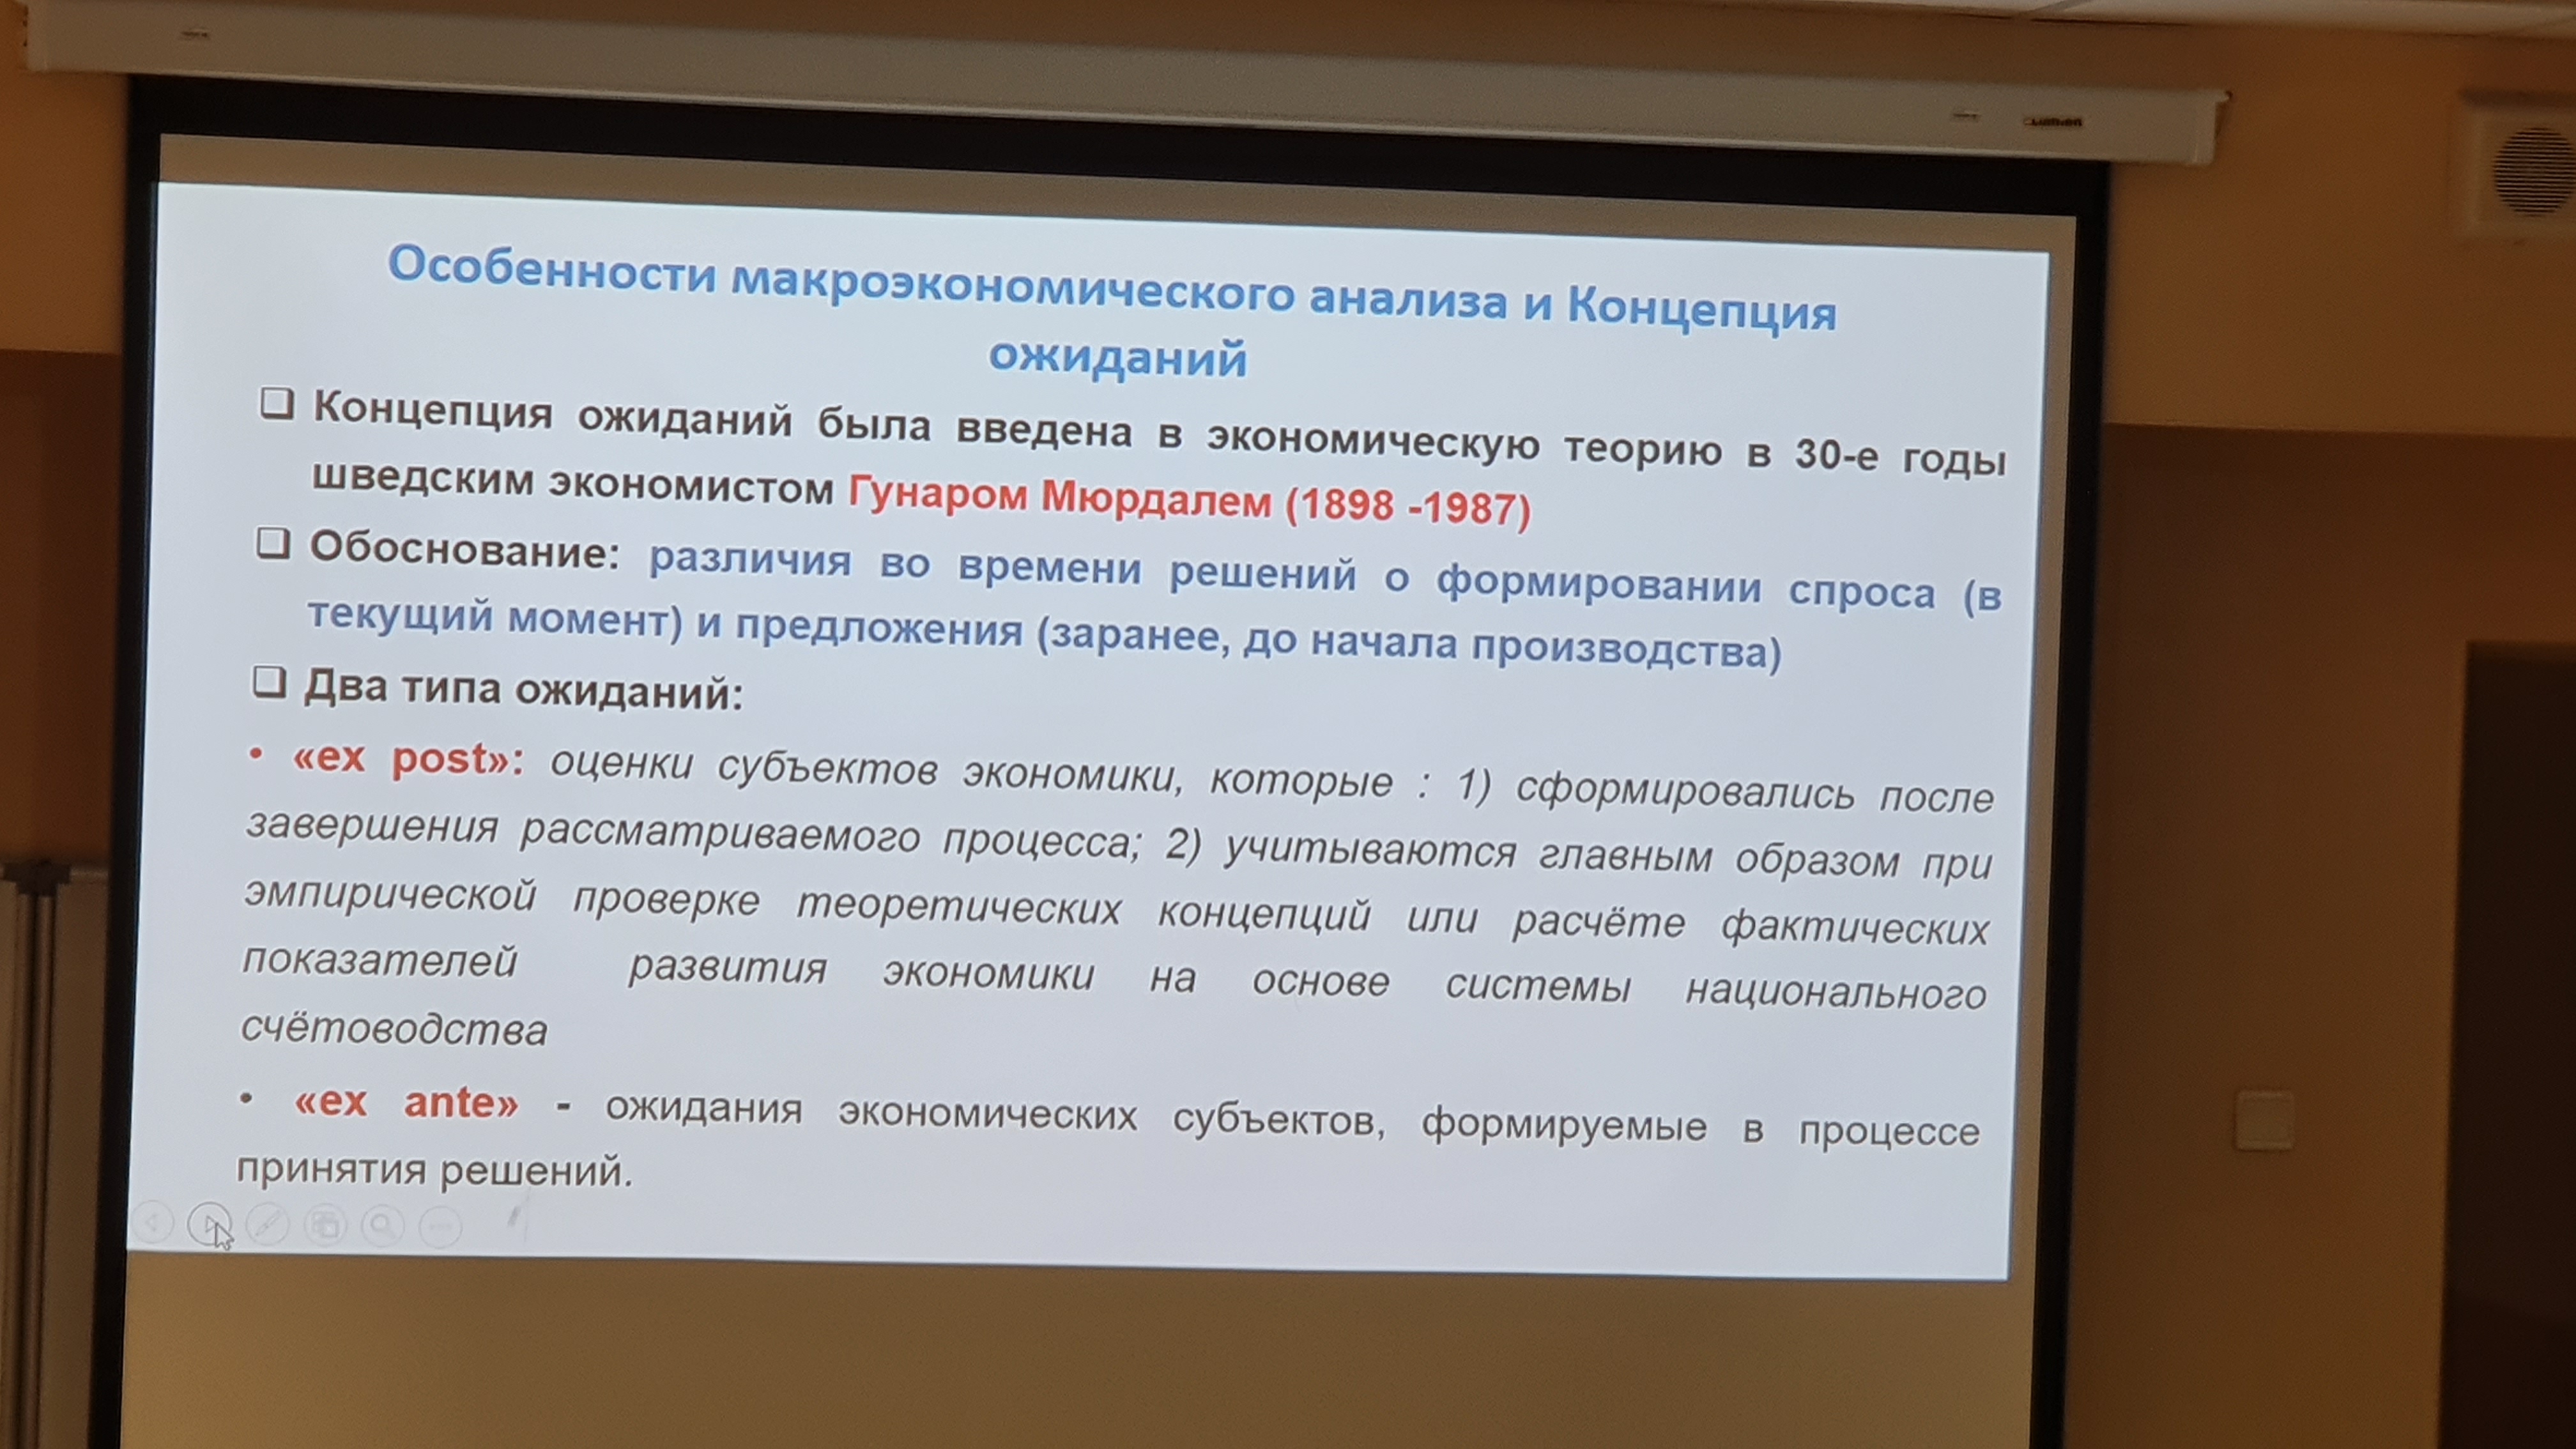 Lumien
Особенности макроэкономического анализа и Концепция
ожиданий
❑ Концепция ожиданий была введена в экономическую теорию в 30-е годы
шведским экономистом Гунаром Мюрдалем (1898 -1987)
❑ Обоснование: различия во времени решений о формировании спроса (в
текущий момент) и предложения (заранее, до начала производства)
❑ Два типа ожиданий:
• «ex post»: оценки субъектов экономики, которые : 1) сформировались после
завершения рассматриваемого процесса; 2) учитываются главным образом при
эмпирической проверке теоретических концепций или расчёте фактических
показателей развития экономики на основе системы национального
счётоводства
• «ex ante» - ожидания экономических субъектов, формируемые в процессе
принятия решений.